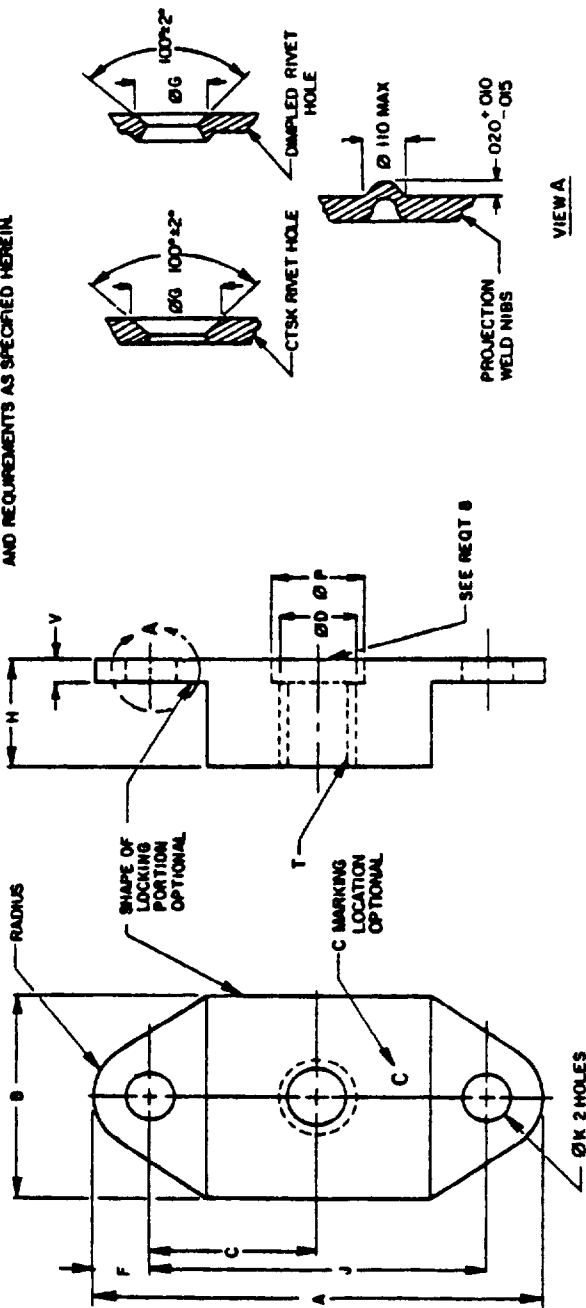 AND REQUIREMENTS AS SPECIFIED HEREIN.
RADIUS
B
F
C
J
A
SHAPE OF
LOCKING
PORTION
OPTIONAL
C MARKING
LOCATION
OPTIONAL
C
ØK 2 HOLES
H
V
A
T
ØD
ØP
SEE REQT 8
100°±2°
ØG
CTSK RIVET HOLE
100°±2°
ØG
DIMPLED RIVET
HOLE
PROJECTION
WELD NIBS
Ø 110 MAX
020 + 010
- 015
VIEW A